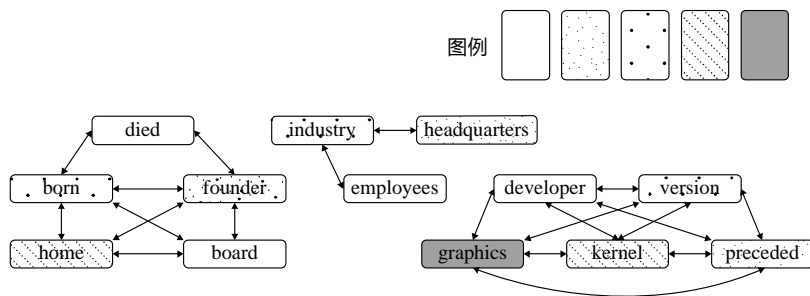 图例
died
industry
headquarters
born
founder
employees
developer
version
home
board
graphics
kernel
preceded